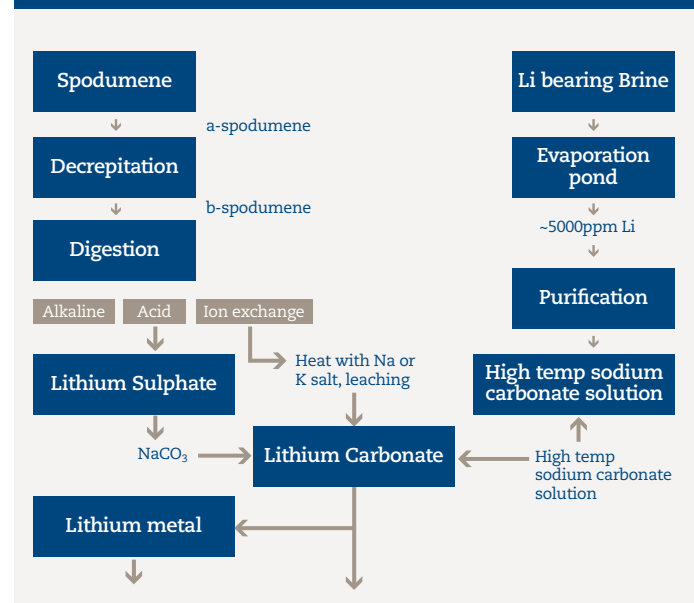 Spodumene
a-spodumene
Decrepitation
b-spodumene
Digestion
Alkaline
Acid
Ion exchange
Heat with Na or
K salt, leaching
Lithium Sulphate
NaCO₃
Lithium Carbonate
Lithium metal
Li bearing Brine
Evaporation
pond
~5000ppm Li
Purification
High temp sodium
carbonate solution
High temp
sodium carbonate
solution